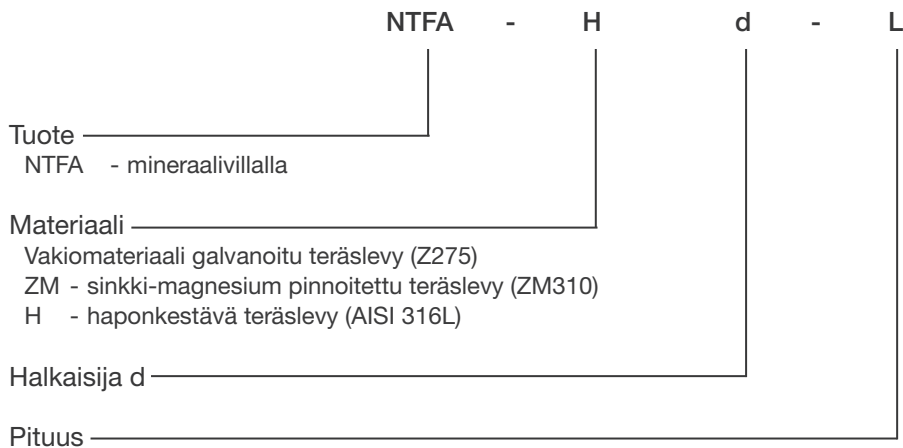 NTFA - H d - L
Tuote
NTFA - mineraalivillalla
Materiaali
Vakiomateriaali galvanoitu teräslevy (Z275)
ZM - sinkki-magnesium pinnoitettu teräslevy (ZM310)
H - haponkestävä teräslevy (AISI 316L)
Halkaisija d
Pituus